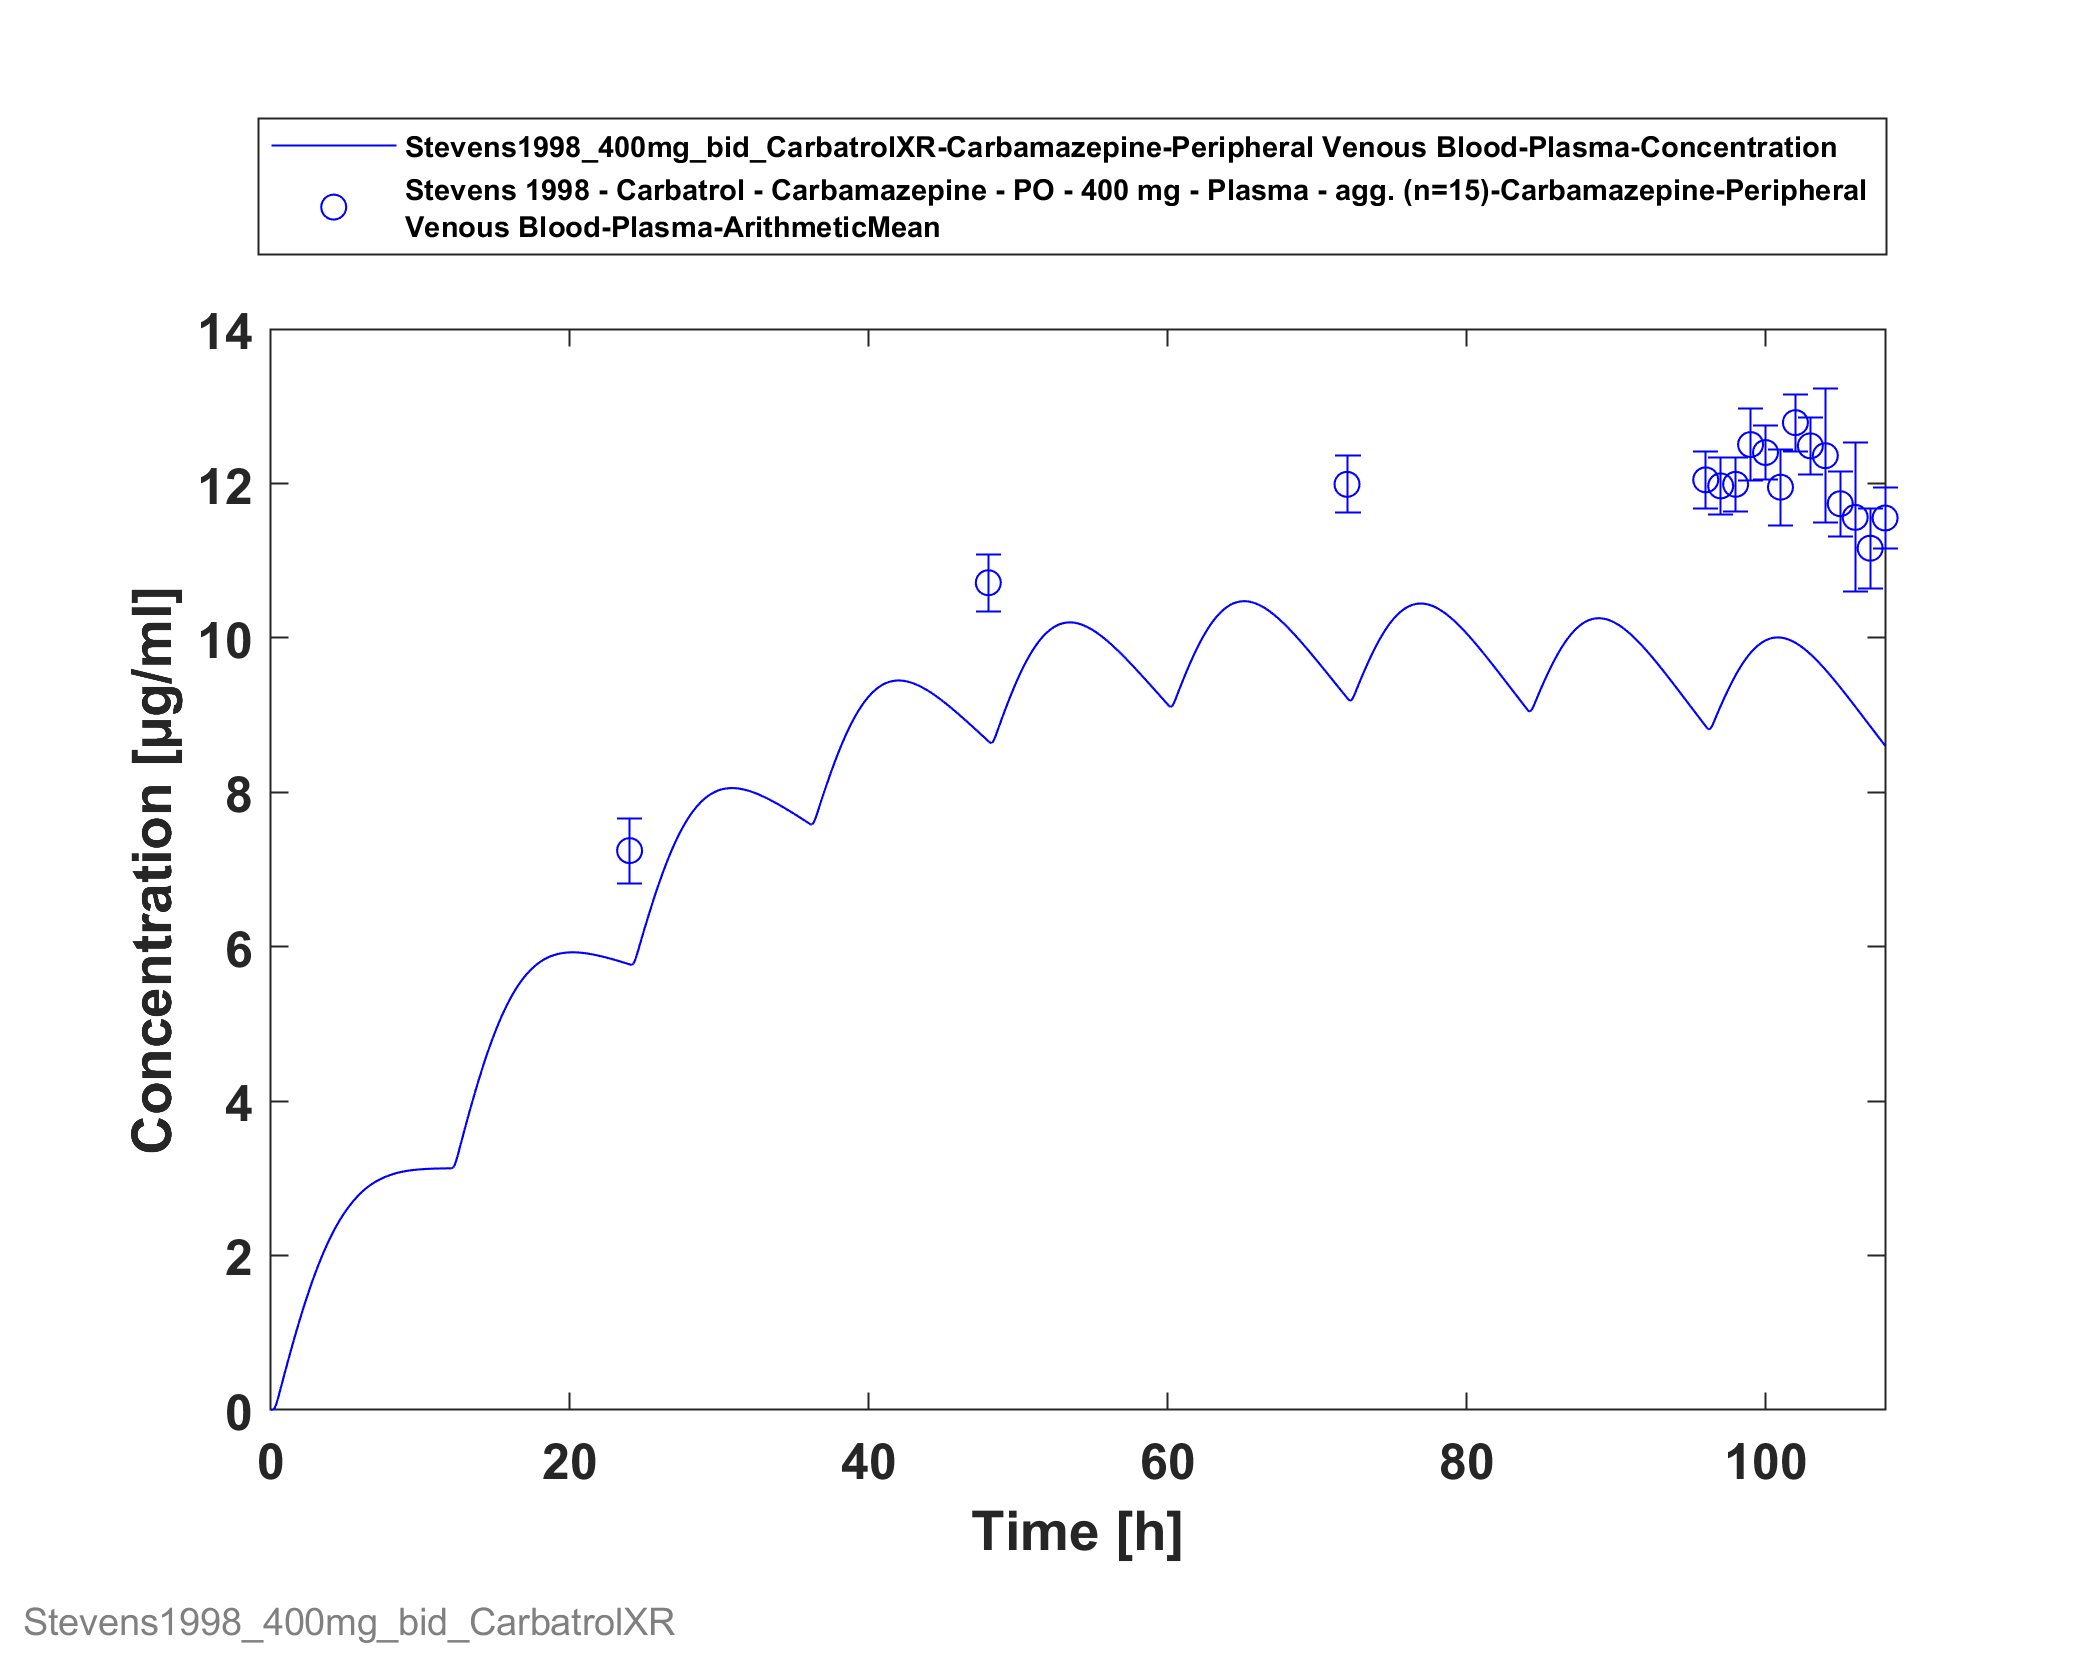 Stevens1998_400mg_bid_CarbatrolXR-Carbamazepine-Peripheral Venous Blood-Plasma-Concentration
Stevens 1998 - Carbatrol - Carbamazepine - PO - 400 mg - Plasma - agg. (n=15)-Carbamazepine-Peripheral
Venous Blood-Plasma-ArithmeticMean
14
12
10
8
6
4
2
0
Concentration [µg/ml]
0 20 40 60 80 100
Time [h]
Stevens1998_400mg_bid_CarbatrolXR